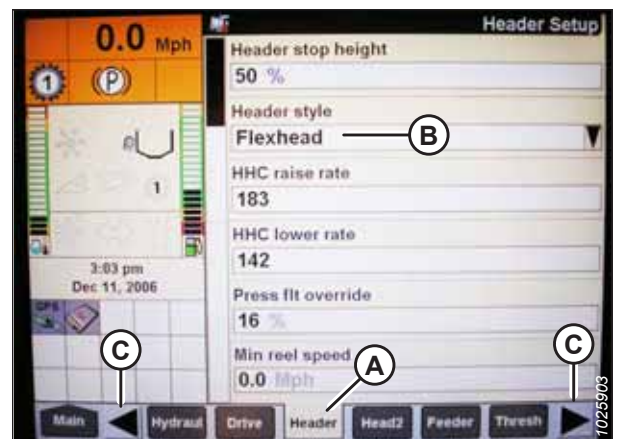 0.0 Mph
1
P
1
3:03 pm
Dec 11, 2006
GPS
Header Setup
Header stop height
50 %
Header style
Flexhead
B
HHC raise rate
183
HHC lower rate
142
Press flt override
16 %
Min reel speed
0.0 Mph
A
C
C
Main
Hydraul
Drive
Header
Head2
Feeder
Thresh
1025903